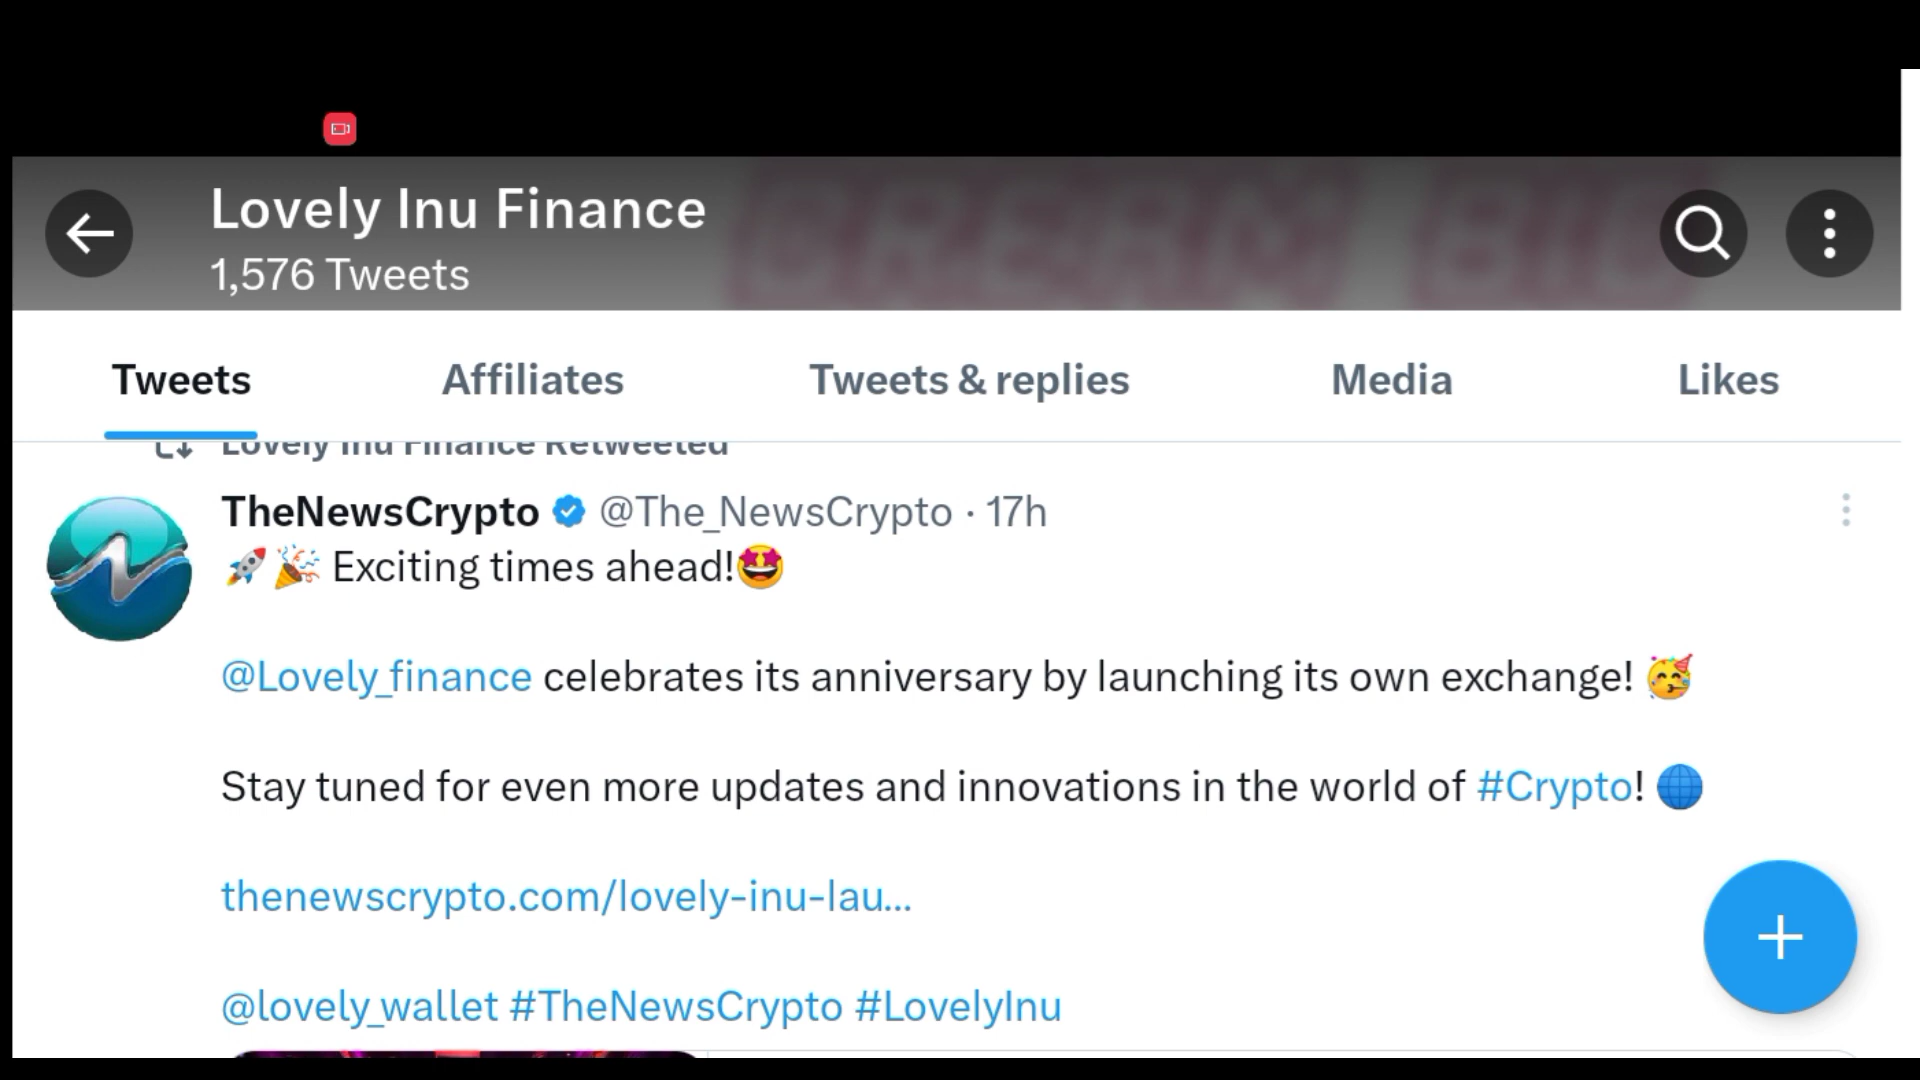 Lovely Inu Finance
1,576 Tweets
DREAM BIG
Tweets Affiliates Tweets & replies Media Likes
Lovely Inu Finance Retweeted
TheNewsCrypto @The_NewsCrypto · 17h
🚀🎉 Exciting times ahead!🤩
@Lovely_finance celebrates its anniversary by launching its own exchange! 🥳
Stay tuned for even more updates and innovations in the world of #Crypto! 🌐
thenewscrypto.com/lovely-inu-lau...
@lovely_wallet #TheNewsCrypto #LovelyInu